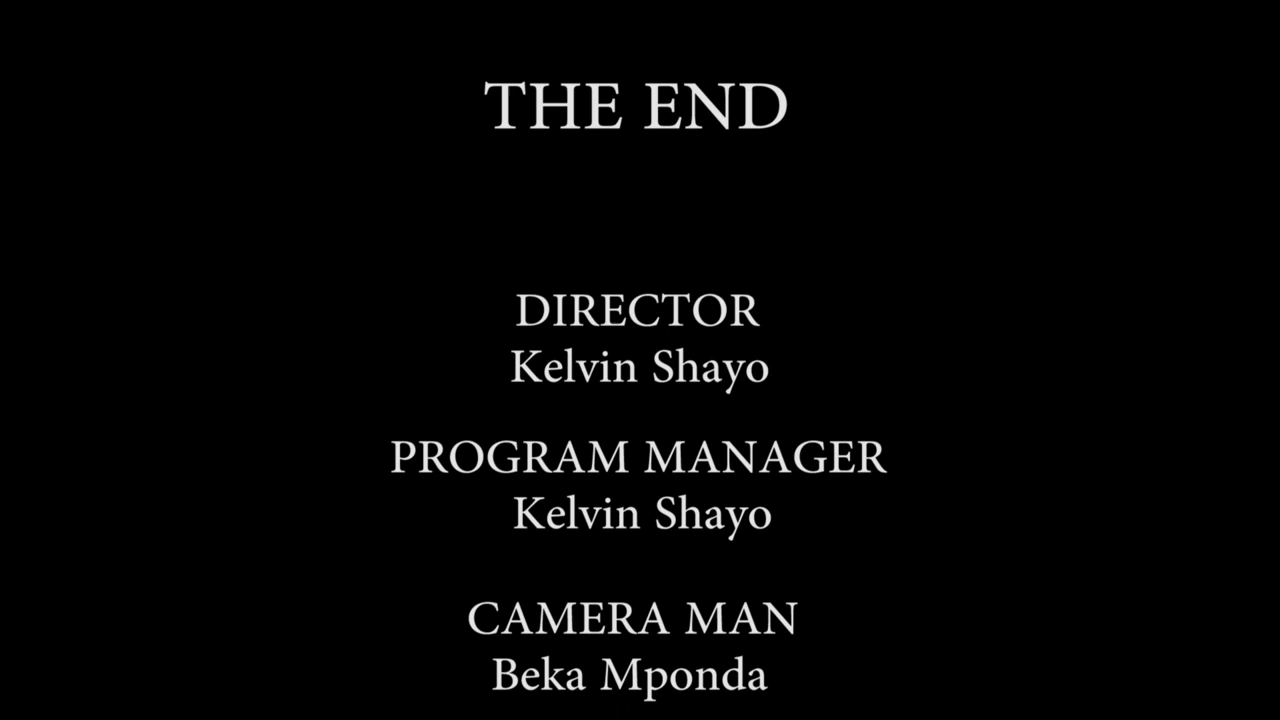 THE END
DIRECTOR
Kelvin Shayo
PROGRAM MANAGER
Kelvin Shayo
CAMERA MAN
Beka Mponda